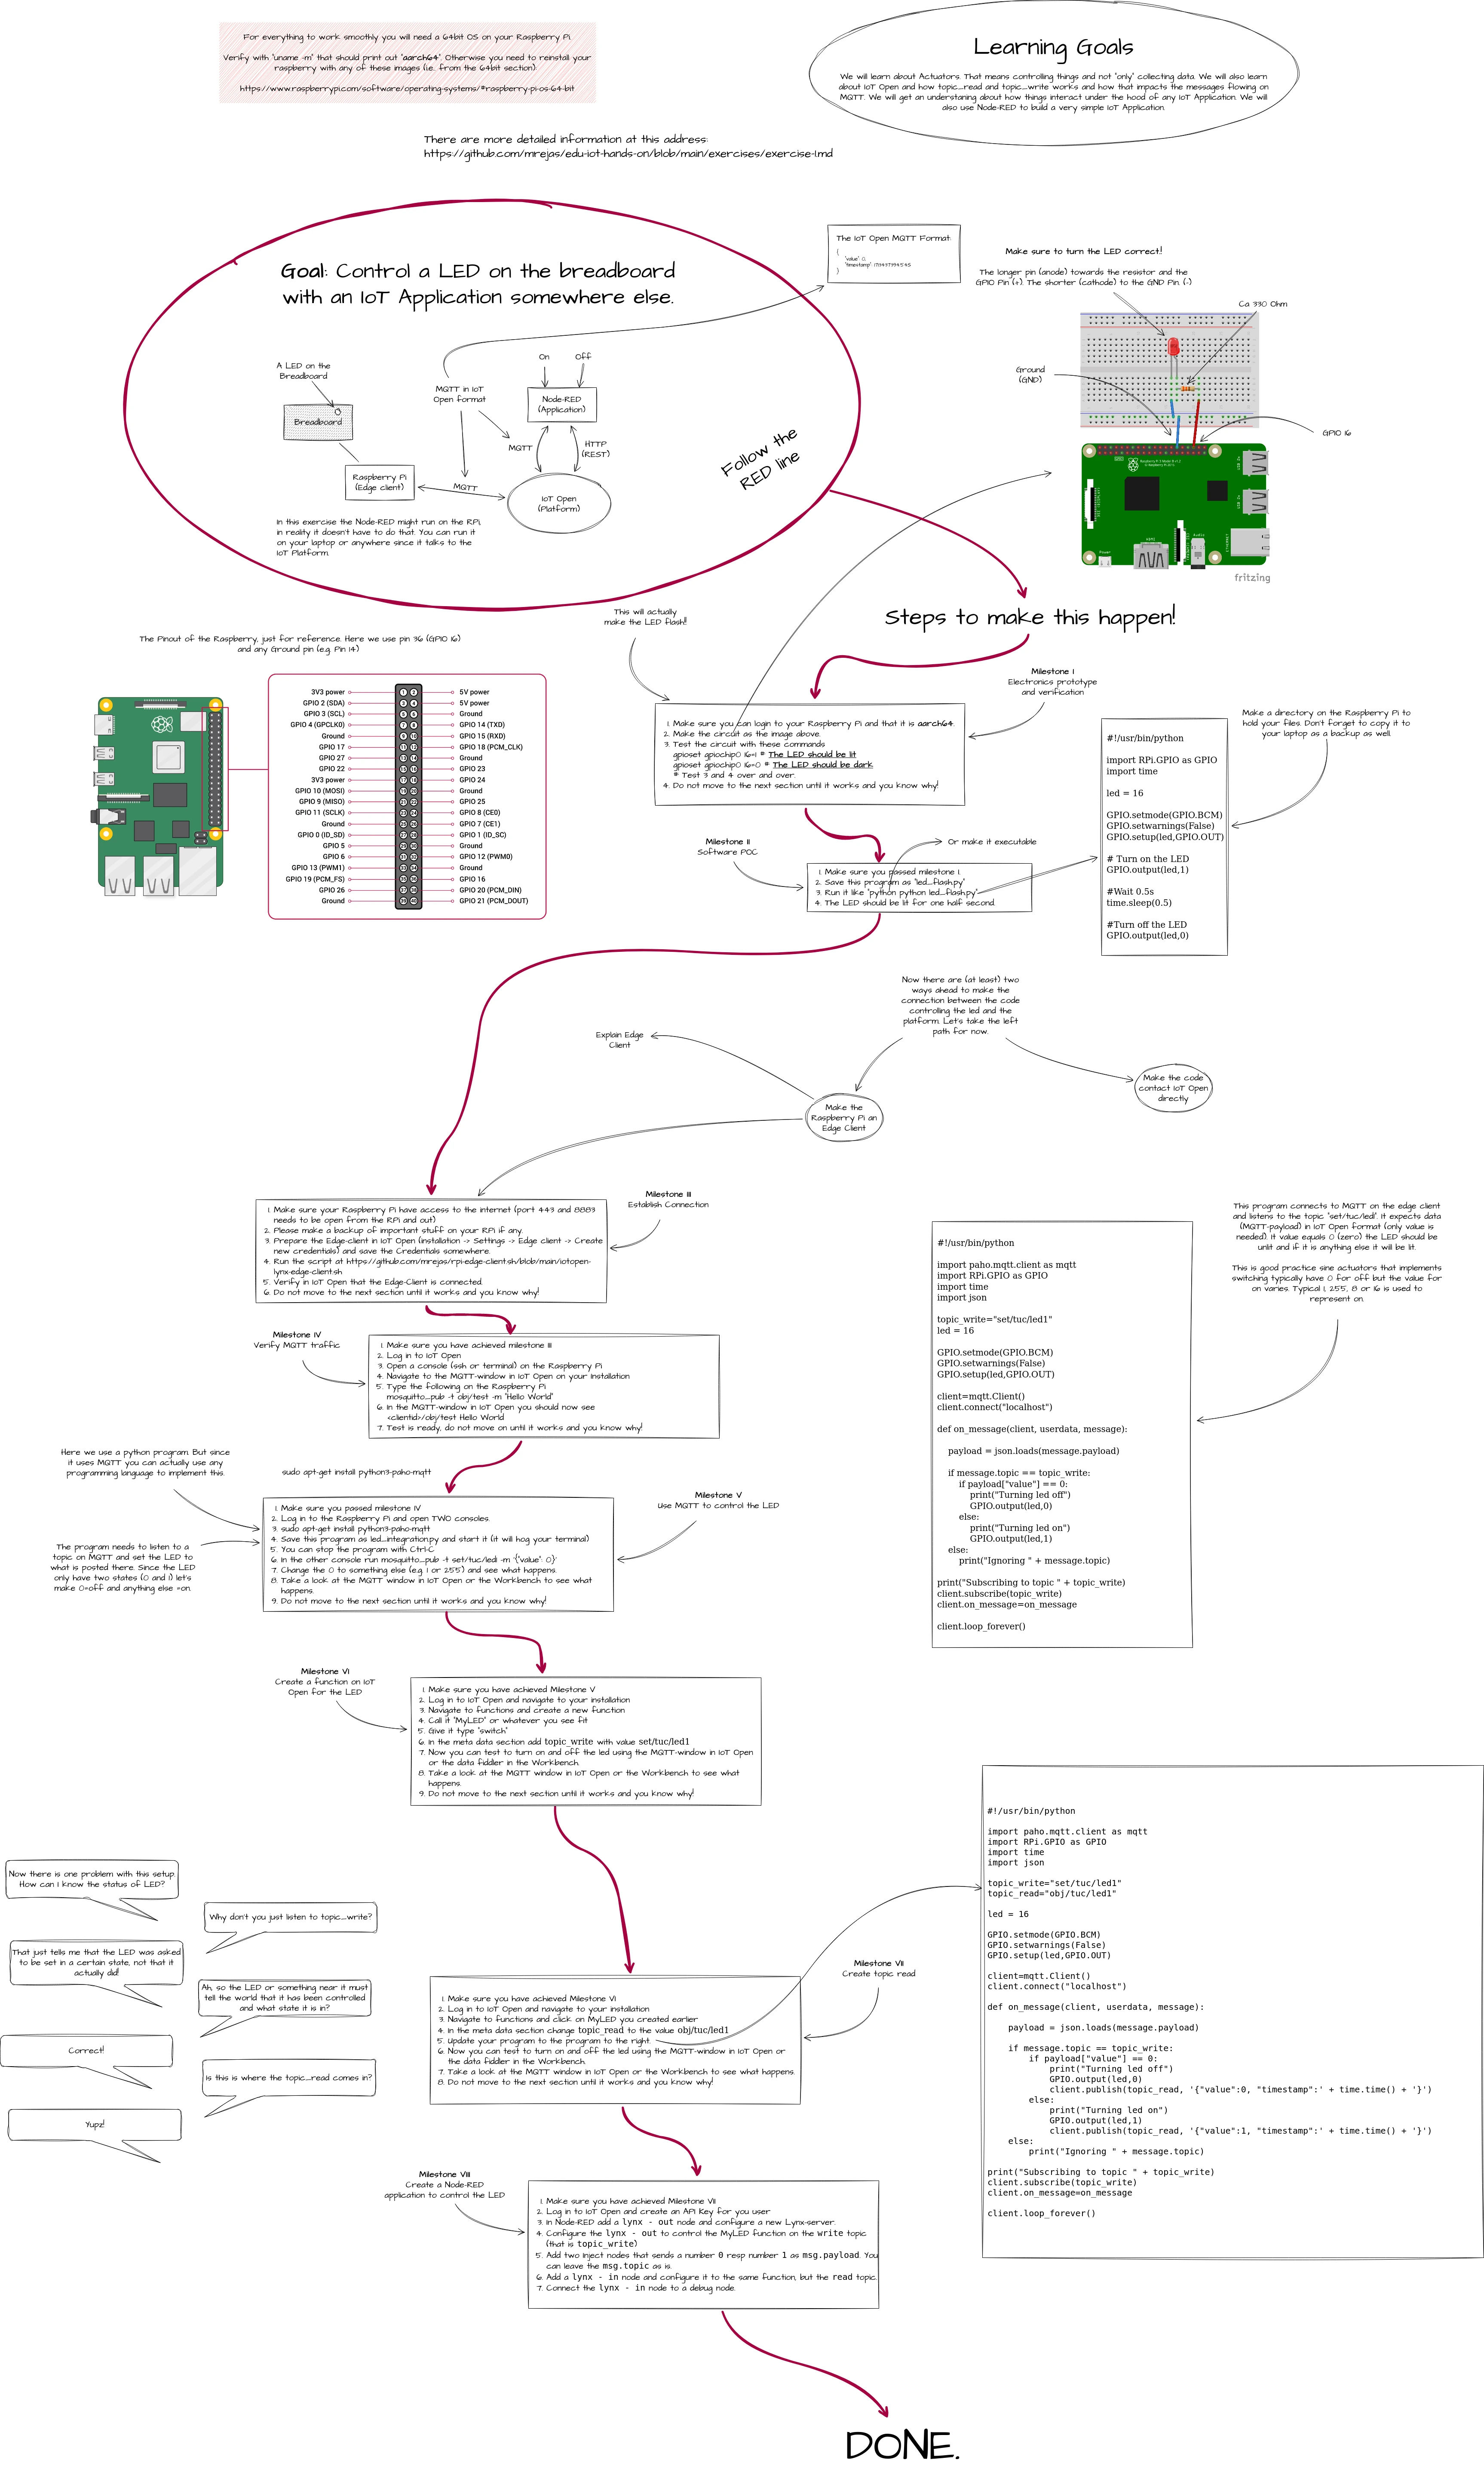 For everything to work smoothly you will need a 64bit OS on your Raspberry Pi.
Verify with "uname -m" that should print out "aarch64". Otherwise you need to reinstall your
raspberry with any of these images (i.e. from the 64bit section):
https://www.raspberrypi.com/software/operating-systems/#raspberry-pi-os-64-bit
Learning Goals
We will learn about Actuators. That means controlling things and not "only" collecting data. We will also learn
about IoT Open and how topic_read and topic_write works and how that impacts the messages flowing on
MQTT. We will get an understaning about how things interact under the hood of any IoT Application. We will
also use Node-RED to build a very simple IoT Application.
There are more detailed information at this address:
https://github.com/mrejas/edu-iot-hands-on/blob/main/exercises/exercise-1.md
Goal: Control a LED on the breadboard
with an IoT Application somewhere else.
The IoT Open MQTT Format:
{
"value": 0,
}
Make sure to turn the LED correct!
The longer pin (anode) towards the resistor and the
GPIO Pin (+). The shorter (cathode) to the GND Pin. (-)
Ca 330 Ohm
Ground
(GND)
GPIO 16
A LED on the
Breadboard
Breadboard
MQTT in IoT
Open format
On
Off
Node-RED
(Application)
MQTT
HTTP
(REST)
Raspberry Pi
(Edge client)
MQTT
IoT Open
(Platform)
In this exercise the Node-RED might run on the RPi,
in reality it doesn't have to do that. You can run it
on your laptop or anywhere since it talks to the
IoT Platform.
Follow the
RED line
Power
HDMI
Audio
ETHERNET
USB 2x
USB 2x
fritzing
This will actually
make the LED flash!!
Steps to make this happen!
The Pinout of the Raspberry, just for reference. Here we use pin 36 (GPIO 16)
and any Ground pin (e.g. Pin 14)
3V3 power 1 2 5V power
GPIO 2 (SDA) 3 4 5V power
GPIO 3 (SCL) 5 6 Ground
GPIO 4 (GPCLK0) 7 8 GPIO 14 (TXD)
Ground 9 10 GPIO 15 (RXD)
GPIO 17 11 12 GPIO 18 (PCM_CLK)
GPIO 27 13 14 Ground
GPIO 22 15 16 GPIO 23
3V3 power 17 18 GPIO 24
GPIO 10 (MOSI) 19 20 Ground
GPIO 9 (MISO) 21 22 GPIO 25
GPIO 11 (SCLK) 23 24 GPIO 8 (CE0)
Ground 25 26 GPIO 7 (CE1)
GPIO 0 (ID_SD) 27 28 GPIO 1 (ID_SC)
GPIO 5 29 30 Ground
GPIO 6 31 32 GPIO 12 (PWM0)
GPIO 13 (PWM1) 33 34 Ground
GPIO 19 (PCM_FS) 35 36 GPIO 16
GPIO 26 37 38 GPIO 20 (PCM_DIN)
Ground 39 40 GPIO 21 (PCM_DOUT)
Milestone I
Electronics prototype
and verification
1. Make sure you can login to your Raspberry Pi and that it is aarch64.
2. Make the circuit as the image above.
3. Test the circuit with these commands
gpioset gpiochip0 16=1 # The LED should be lit
gpioset gpiochip0 16=0 # The LED should be dark
# Test 3 and 4 over and over.
4. Do not move to the next section until it works and you know why!
Make a directory on the Raspberry Pi to
hold your files. Don't forget to copy it to
your laptop as a backup as well.
#!/usr/bin/python
import RPi.GPIO as GPIO
import time
led = 16
GPIO.setmode(GPIO.BCM)
GPIO.setwarnings(False)
GPIO.setup(led,GPIO.OUT)
# Turn on the LED
GPIO.output(led,1)
#Wait 0.5s
time.sleep(0.5)
#Turn off the LED
GPIO.output(led,0)
Milestone II
Software POC
Or make it executable
1. Make sure you passed milestone 1.
2. Save this program as "led_flash.py"
3. Run it like "python python led_flash.py"
4. The LED should be lit for one half second.
Now there are (at least) two
ways ahead to make the
connection between the code
controlling the led and the
platform. Let's take the left
path for now.
Explain Edge
Client
Make the
Raspberry Pi an
Edge Client
Make the code
contact IoT Open
directly
Milestone III
Establish Connection
1. Make sure your Raspberry Pi have access to the internet (port 443 and 8883
needs to be open from the RPi and out)
2. Please make a backup of important stuff on your RPi if any.
3. Prepare the Edge-client in IoT Open (installation -> Settings -> Edge client -> Create
new credentials) and save the Credentials somewhere.
4. Run the script at https://github.com/mrejas/rpi-edge-client.sh/blob/main/iotopen-
lynx-edge-client.sh
5. Verify in IoT Open that the Edge-Client is connected.
6. Do not move to the next section until it works and you know why!
This program connects to MQTT on the edge client
and listens to the topic "set/tuc/led1". it expects data
(MQTT-payload) in IoT Open format (only value is
needed). If value equals 0 (zero) the LED should be
unlit and if it is anything else it will be lit.
This is good practice sine actuators that implements
switching typically have 0 for off but the value for
on varies. Typical 1, 255, 8 or 16 is used to
represent on.
#!/usr/bin/python
import paho.mqtt.client as mqtt
import RPi.GPIO as GPIO
import time
import json
topic_write="set/tuc/led1"
led = 16
GPIO.setmode(GPIO.BCM)
GPIO.setwarnings(False)
GPIO.setup(led,GPIO.OUT)
client=mqtt.Client()
client.connect("localhost")
def on_message(client, userdata, message):
payload = json.loads(message.payload)
if message.topic == topic_write:
if payload["value"] == 0:
print("Turning led off")
GPIO.output(led,0)
else:
print("Turning led on")
GPIO.output(led,1)
else:
print("Ignoring " + message.topic)
print("Subscribing to topic " + topic_write)
client.subscribe(topic_write)
client.on_message=on_message
client.loop_forever()
Milestone IV
Verify MQTT traffic
1. Make sure you have achieved milestone III
2. Log in to IoT Open
3. Open a console (ssh or terminal) on the Raspberry Pi
4. Navigate to the MQTT-window in IoT Open on your Installation
5. Type the following on the Raspberry Pi:
mosquitto_pub -t obj/test -m "Hello World"
6. In the MQTT-window in IoT Open you should now see
<clientid>/obj/test Hello World
7. Test is ready, do not move on until it works and you know why!
Here we use a python program. But since
it uses MQTT you can actually use any
programming language to implement this.
sudo apt-get install python3-paho-mqtt
Milestone V
Use MQTT to control the LED
The program needs to listen to a
topic on MQTT and set the LED to
what is posted there. Since the LED
only have two states (0 and 1) let's
make 0=off and anything else =on.
1. Make sure you passed milestone IV
2. Log in to the Raspberry Pi and open TWO consoles.
3. sudo apt-get install python3-paho-mqtt
4. Save this program as led_integration.py and start it (it will hog your terminal)
5. You can stop the program with Ctrl-C
6. In the other console run mosquitto_pub -t set/tuc/led1 -m '{"value": 0}'
7. Change the 0 to something else (e.g. 1 or 255) and see what happens.
8. Take a look at the MQTT window in IoT Open or the Workbench to see what
happens.
9. Do not move to the next section until it works and you know why!
Milestone VI
Create a function on IoT
Open for the LED
1. Make sure you have achieved Milestone V
2. Log in to IoT Open and navigate to your installation
3. Navigate to functions and create a new function
4. Call it "MyLED" or whatever you see fit
5. Give it type "switch"
6. In the meta data section add topic_write with value set/tuc/led1
7. Now you can test to turn on and off the led using the MQTT-window in IoT Open
or the data fiddler in the Workbench.
8. Take a look at the MQTT window in IoT Open or the Workbench to see what
happens.
9. Do not move to the next section until it works and you know why!
Now there is one problem with this setup.
How can I know the status of LED?
Why don't you just listen to topic_write?
That just tells me that the LED was asked
to be set in a certain state, not that it
actually did!
Ah, so the LED or something near it must
tell the world that it has been controlled
and what state it is in?
Correct!
Is this is where the topic_read comes in?
Yupz!
Milestone VII
Create topic read
1. Make sure you have achieved Milestone VI
2. Log in to IoT Open and navigate to your installation
3. Navigate to functions and click on MyLED you created earlier
4. In the meta data section change topic_read to the value obj/tuc/led1
5. Update your program to the program to the right.
6. Now you can test to turn on and off the led using the MQTT-window in IoT Open or
the data fiddler in the Workbench.
7. Take a look at the MQTT window in IoT Open or the Workbench to see what happens.
8. Do not move to the next section until it works and you know why!
#!/usr/bin/python
import paho.mqtt.client as mqtt
import RPi.GPIO as GPIO
import time
import json
topic_write="set/tuc/led1"
topic_read="obj/tuc/led1"
led = 16
GPIO.setmode(GPIO.BCM)
GPIO.setwarnings(False)
GPIO.setup(led,GPIO.OUT)
client=mqtt.Client()
client.connect("localhost")
def on_message(client, userdata, message):
payload = json.loads(message.payload)
if message.topic == topic_write:
if payload["value"] == 0:
print("Turning led off")
GPIO.output(led,0)
client.publish(topic_read, '{"value":0, "timestamp":' + time.time() + '}')
else:
print("Turning led on")
GPIO.output(led,1)
client.publish(topic_read, '{"value":1, "timestamp":' + time.time() + '}')
else:
print("Ignoring " + message.topic)
print("Subscribing to topic " + topic_write)
client.subscribe(topic_write)
client.on_message=on_message
client.loop_forever()
Milestone VIII
Create a Node-RED
application to control the LED
1. Make sure you have achieved Milestone VII
2. Log in to IoT Open and create an API Key for you user
3. In Node-RED add a lynx - out node and configure a new Lynx-server.
4. Configure the lynx - out to control the MyLED function on the write topic
(that is topic_write)
5. Add two Inject nodes that sends a number 0 resp number 1 as msg.payload. You
can leave the msg.topic as is.
6. Add a lynx - in node and configure it to the same function, but the read topic.
7. Connect the lynx - in node to a debug node.
DONE.